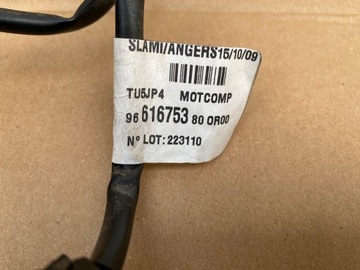 SLAMI/ANGERS15/10/09
TU5JP4 MOTCOMP
96 616753 80 0R00
N° LOT: 223110